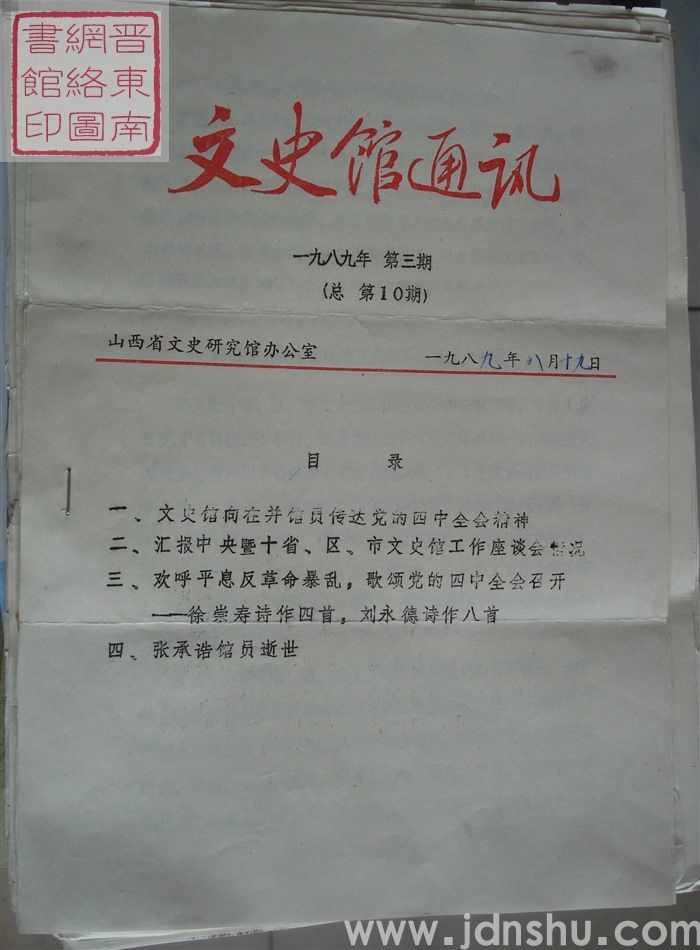 晋東南
網絡圖
書館印
文史馆通讯
一九八九年 第三期
(总 第10期)
山西省文史研究馆办公室 一九八九年八月十九日
目 录
一、文史馆向在并馆员传达党的四中全会精神
二、汇报中央暨十省、区、市文史馆工作座谈会情况
三、欢呼平息反革命暴乱，歌颂党的四中全会召开
——徐崇寿诗作四首，刘永德诗作八首
四、张承诰馆员逝世
www.jdnshu.com